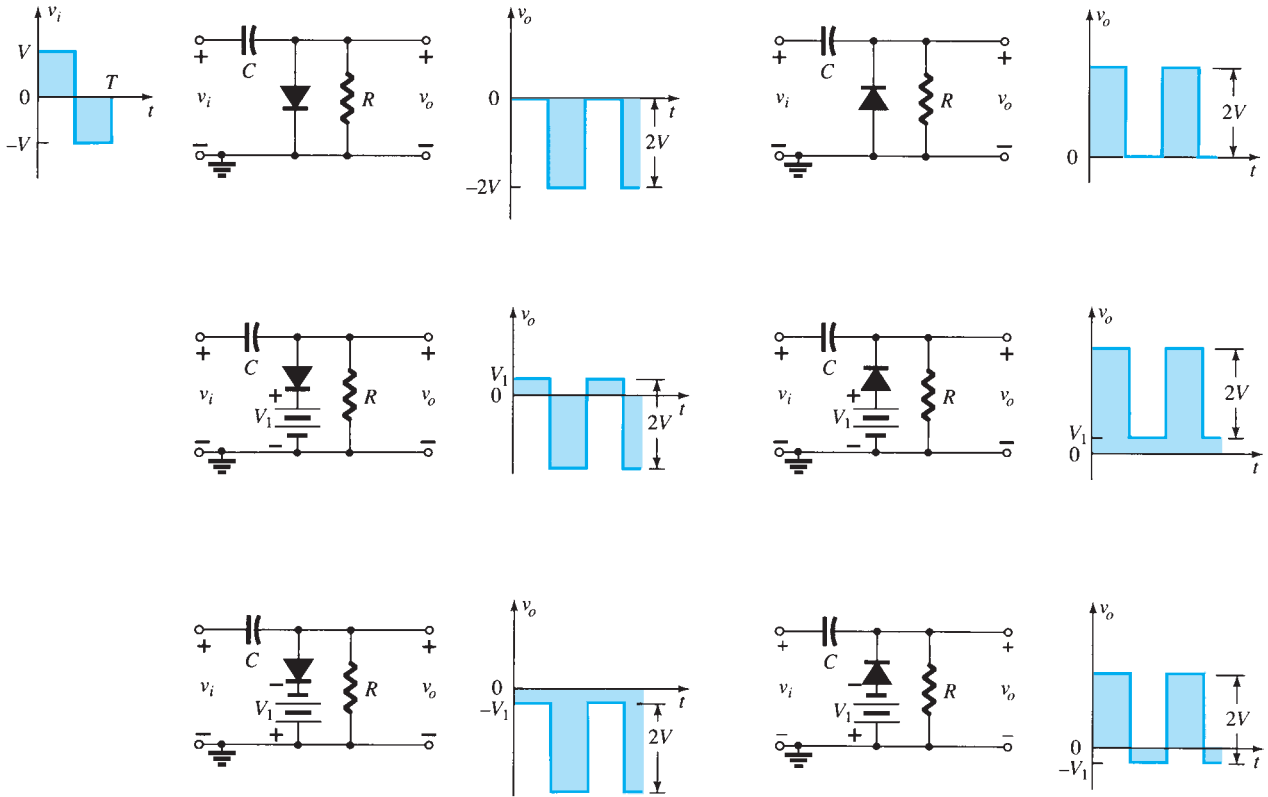 v_i
V
T
0
t
−V
+
C
+
v_i
R
v_o
−
−
v_o
0
t
2V
−2V
+
C
+
v_i
R
v_o
−
−
v_o
2V
0
t
+
C
+
v_i
+
V_1
R
v_o
−
−
−
v_o
V_1
0
t
2V
+
C
+
v_i
+
V_1
R
v_o
−
−
−
v_o
2V
V_1
0
t
+
C
+
v_i
−
V_1
R
v_o
−
+
−
v_o
0
t
−V_1
2V
+
C
+
v_i
−
V_1
R
v_o
−
+
−
v_o
2V
0
t
−V_1